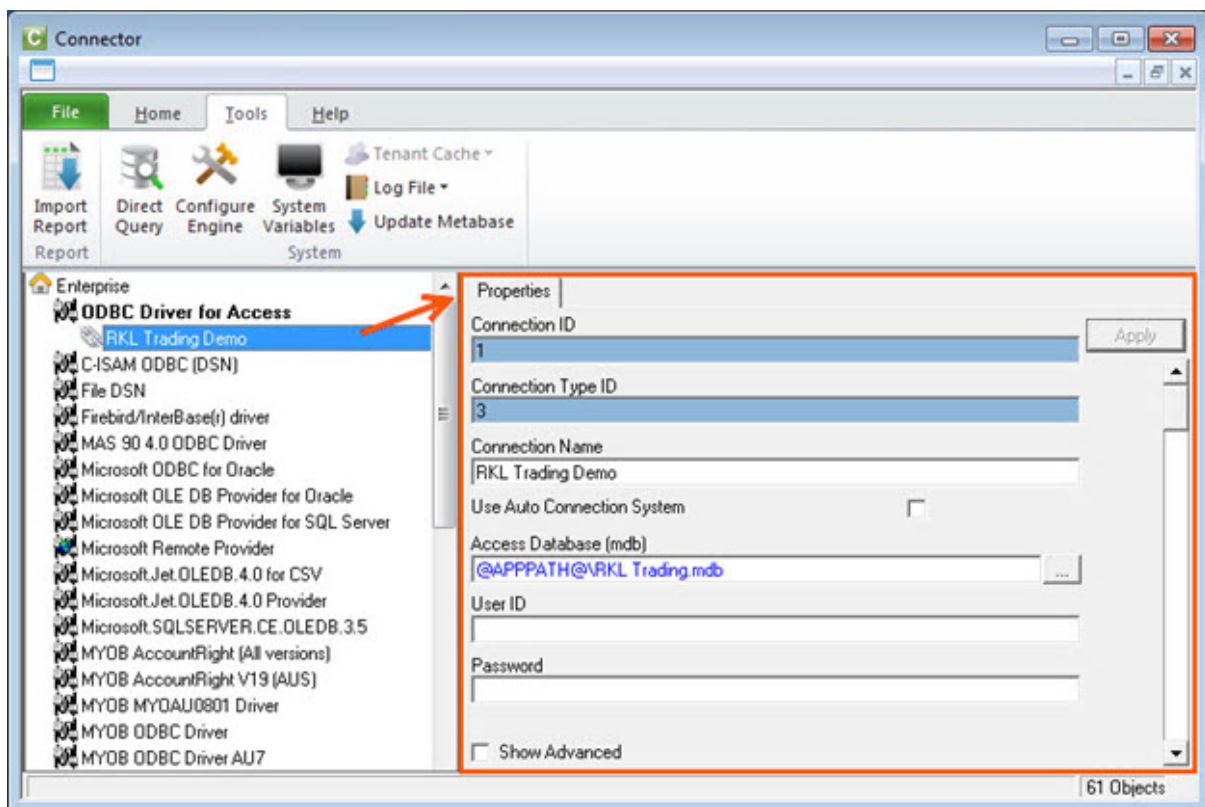 Connector
File Home Tools Help
Import Report
Direct Query
Configure Engine
System Variables
Tenant Cache
Log File
Update Metabase
Report
System
Enterprise
ODBC Driver for Access
RKL Trading Demo
C-ISAM ODBC (DSN)
File DSN
Firebird/InterBase(r) driver
MAS 90 4.0 ODBC Driver
Microsoft ODBC for Oracle
Microsoft OLE DB Provider for Oracle
Microsoft OLE DB Provider for SQL Server
Microsoft Remote Provider
Microsoft.Jet.OLEDB.4.0 for CSV
Microsoft.Jet.OLEDB.4.0 Provider
Microsoft.SQLSERVER.CE.OLEDB.3.5
MYOB AccountRight (All versions)
MYOB AccountRight V19 (AUS)
MYOB MYOAU0801 Driver
MYOB ODBC Driver
MYOB ODBC Driver AU7
Properties
Connection ID
1
Apply
Connection Type ID
3
Connection Name
RKL Trading Demo
Use Auto Connection System
Access Database (mdb)
@APPPATH@\RKL Trading.mdb
...
User ID
Password
Show Advanced
61 Objects